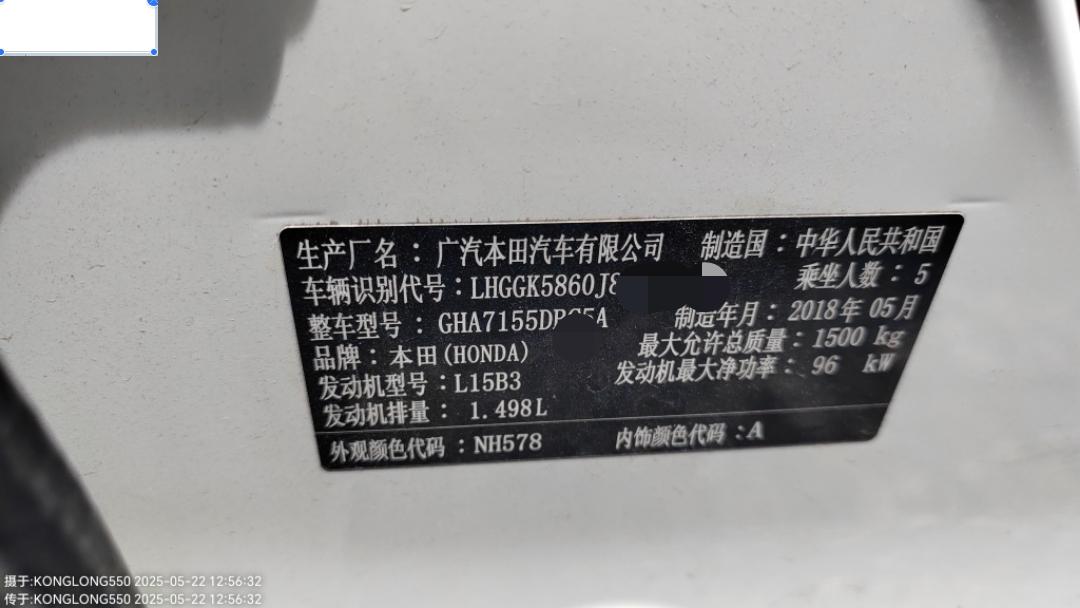 生产厂名：广汽本田汽车有限公司 制造国：中华人民共和国
车辆识别代号：LHGGK5860J8 乘坐人数：5
整车型号：GHA7155D 5A 制造年月：2018年05月
品牌：本田(HONDA) 最大允许总质量：1500 kg
发动机型号：L15B3 发动机最大净功率：96 kW
发动机排量：1.498L
外观颜色代码：NH578 内饰颜色代码：A
摄于:KONGLONG550 2025-05-22 12:56:32
传于:KONGLONG550 2025-05-22 12:56:32